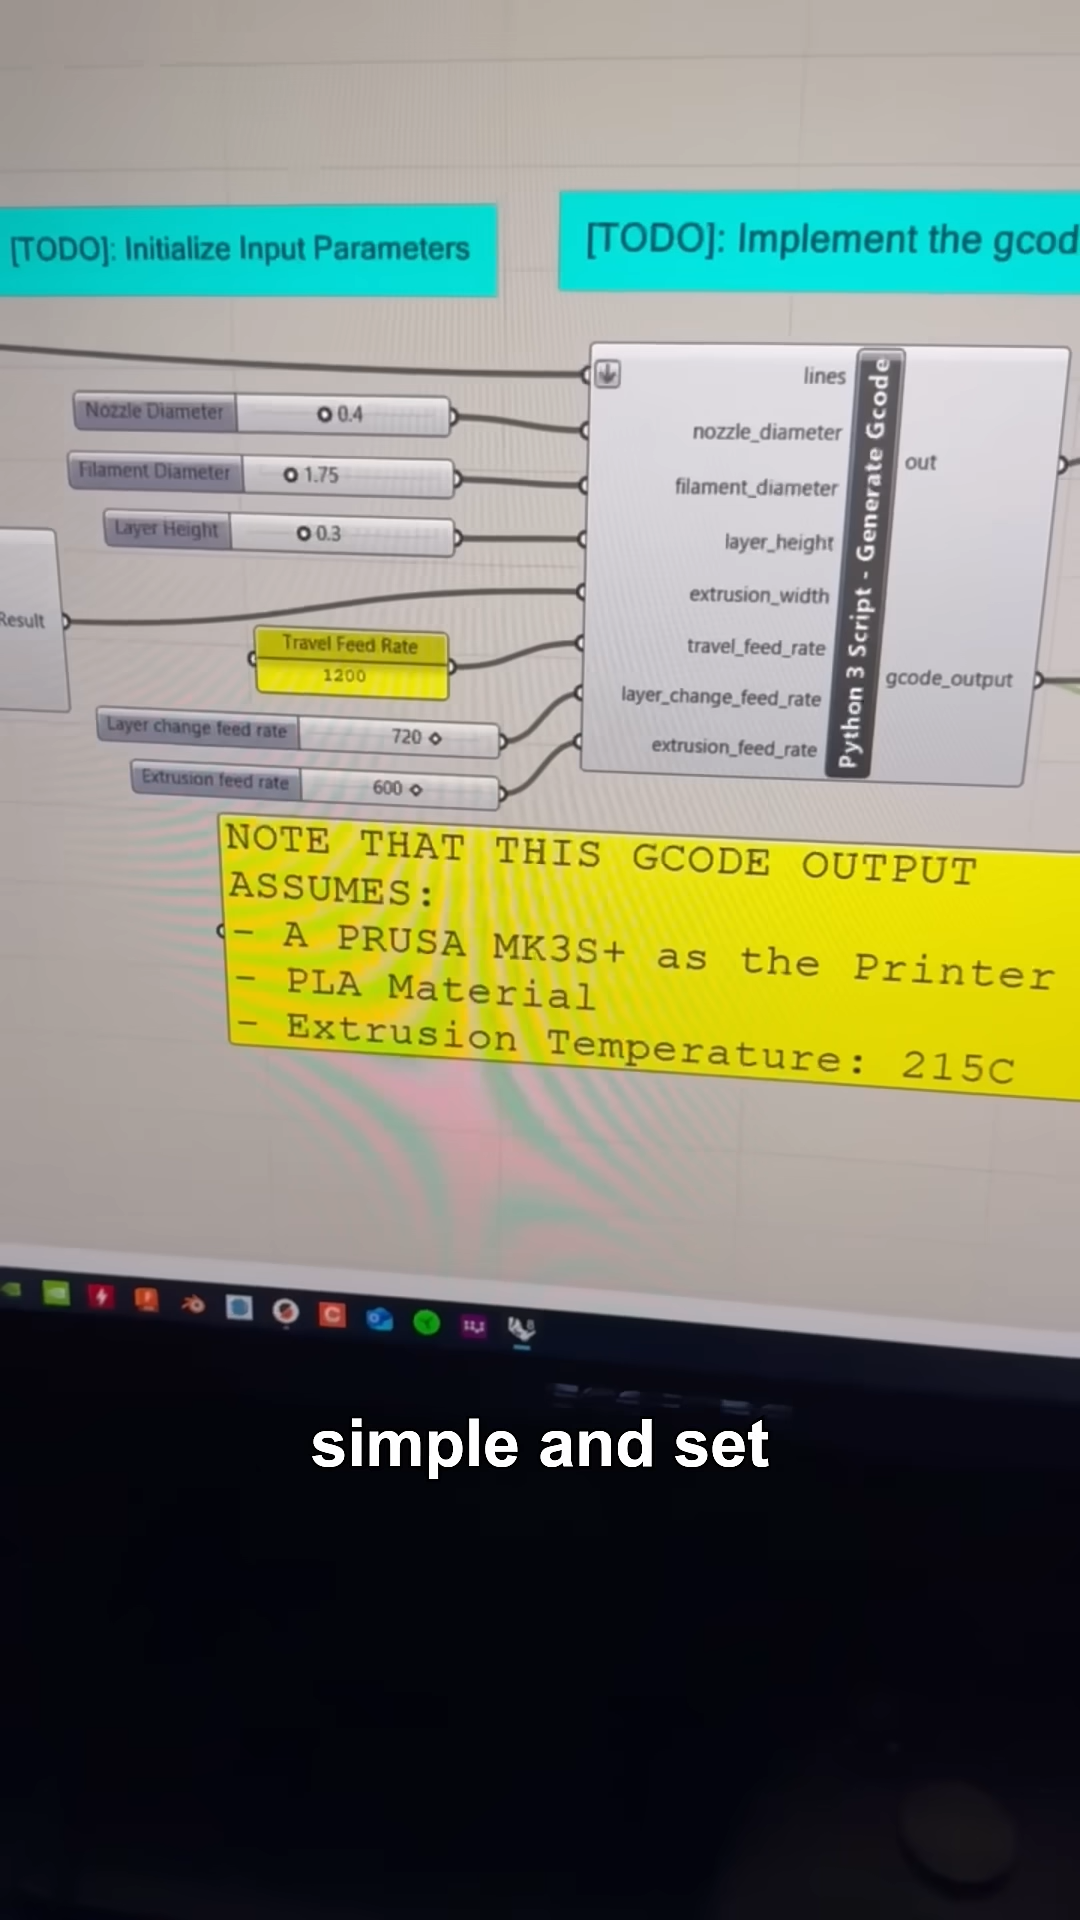 [TODO]: Initialize Input Parameters
[TODO]: Implement the gcod
Nozzle Diameter 0.4
Filament Diameter 1.75
Layer Height 0.3
Result
Travel Feed Rate
1200
Layer change feed rate 720
Extrusion feed rate 600
lines
nozzle_diameter
filament_diameter
layer_height
extrusion_width
travel_feed_rate
layer_change_feed_rate
extrusion_feed_rate
Python 3 Script - Generate Gcode
out
gcode_output
NOTE THAT THIS GCODE OUTPUT
ASSUMES:
- A PRUSA MK3S+ as the Printer
- PLA Material
- Extrusion Temperature: 215C
simple and set